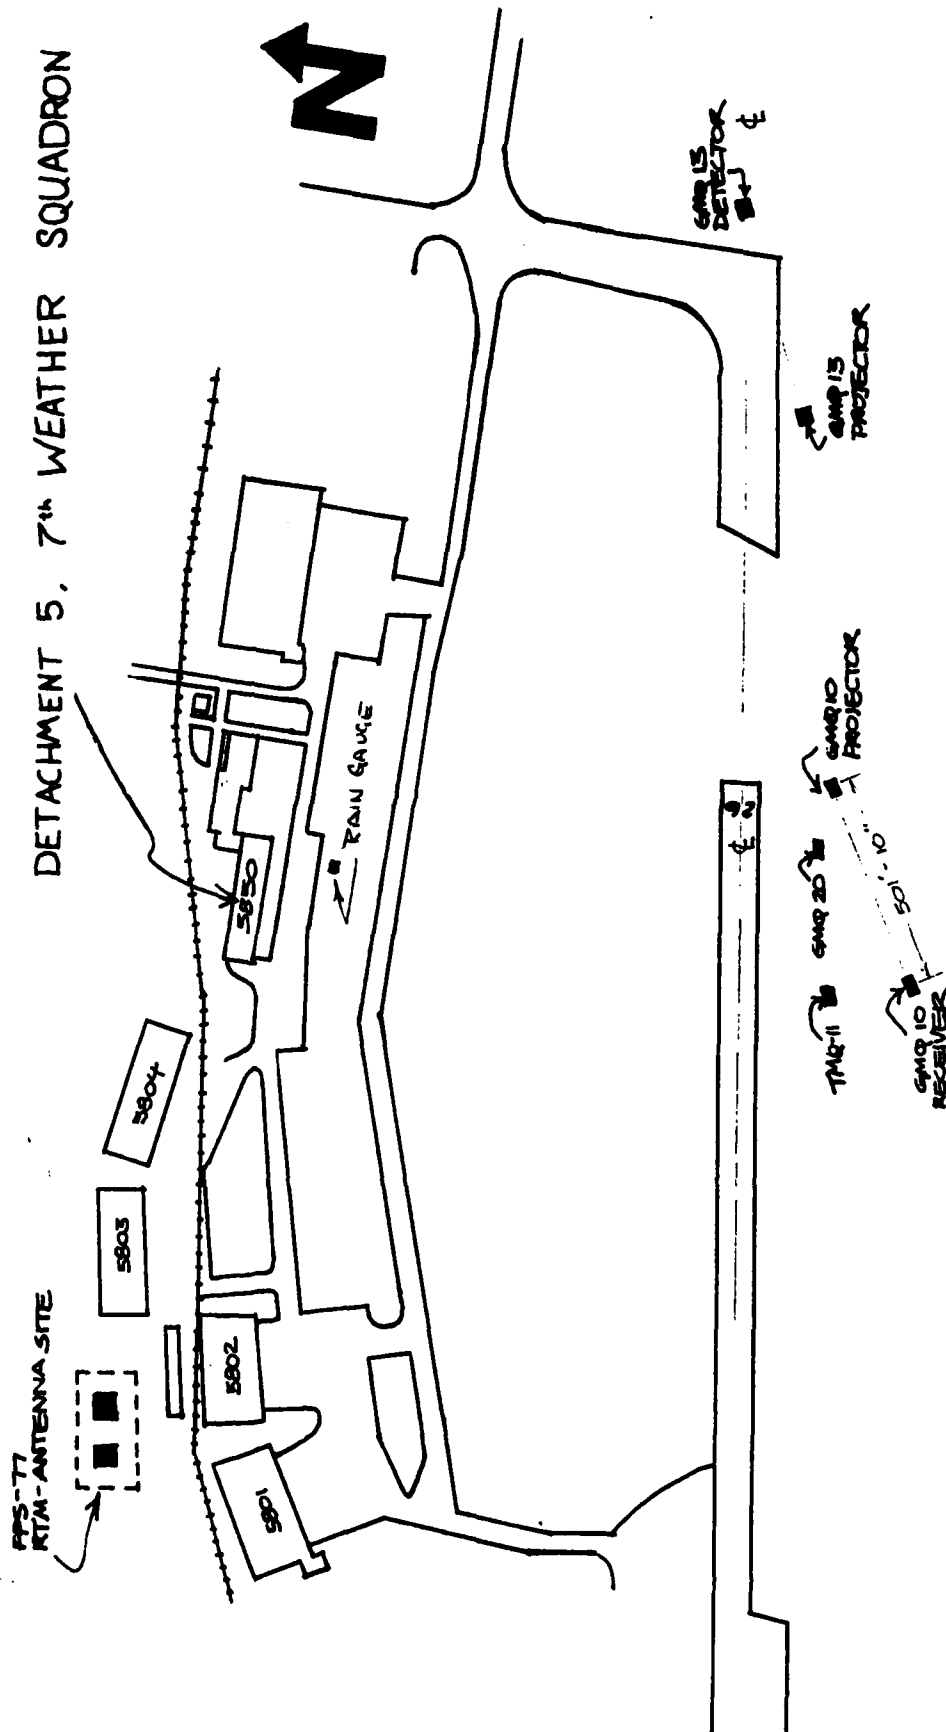 DETACHMENT 5, 7th WEATHER SQUADRON
N
FPS-77
RTM-ANTENNA SITE
5801
5802
5803
5804
5850
RAIN GAUGE
GMQ 13
DETECTOR
℄
GMQ 13
PROJECTOR
26
℄
GMQ 10
PROJECTOR
GMQ 20
TMQ-11
501'-10"
GMQ 10
RECEIVER